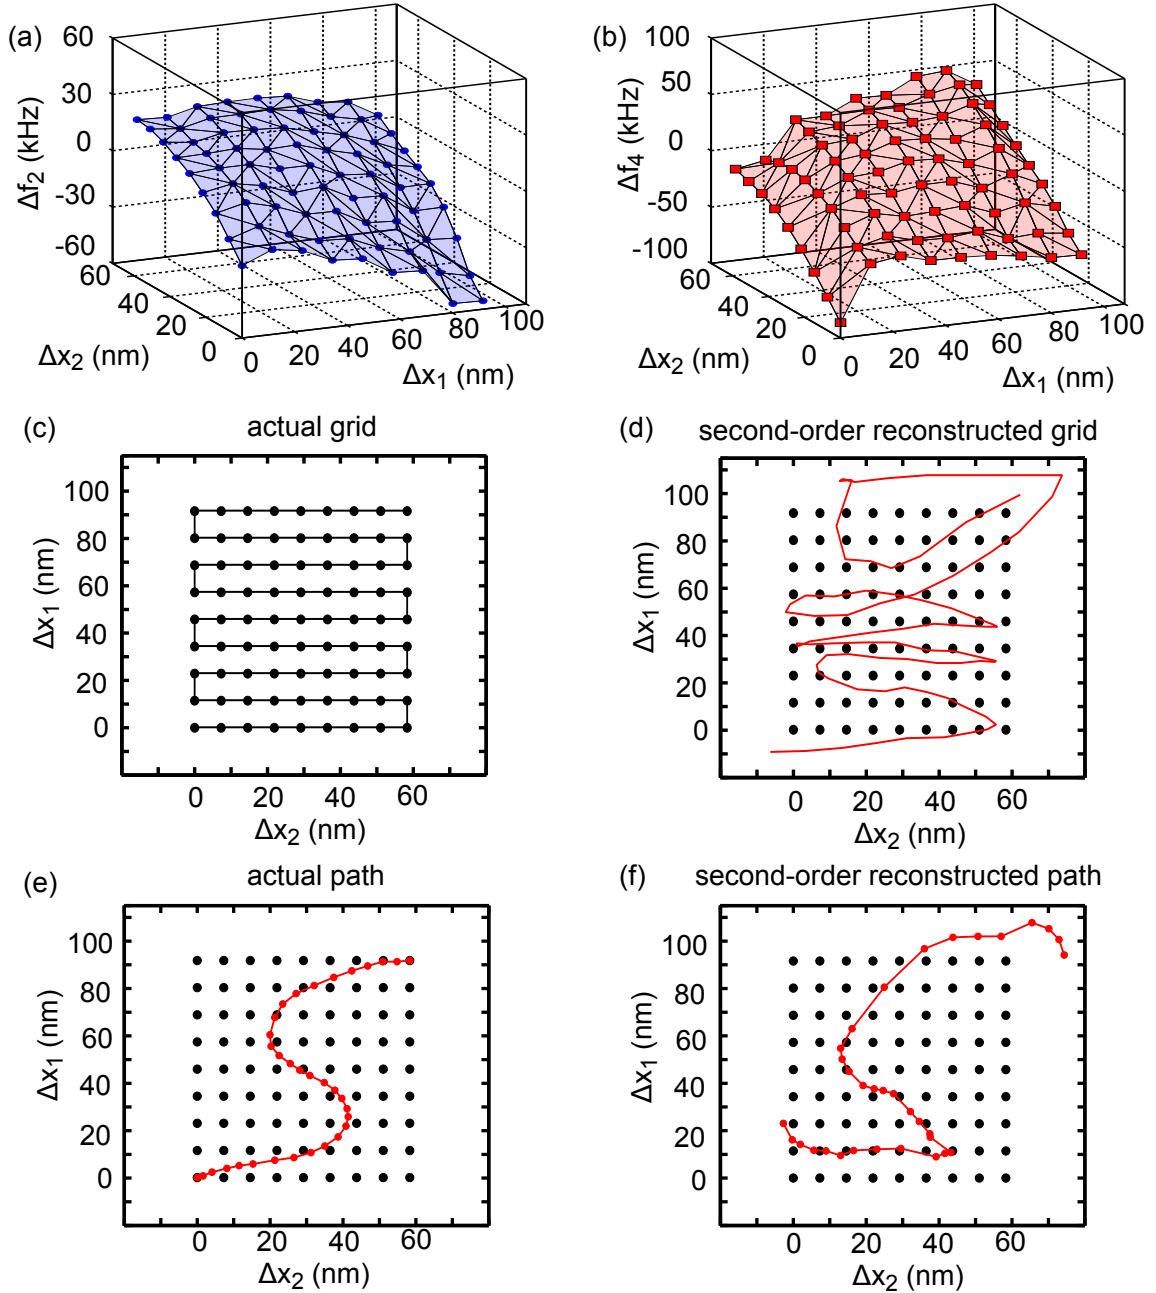 (a)
60
30
0
-30
-60
Δf2 (kHz)
60
40
20
0
Δx2 (nm)
0
20
40
60
80
100
Δx1 (nm)
(b)
100
50
0
-50
-100
Δf4 (kHz)
60
40
20
0
Δx2 (nm)
0
20
40
60
80
100
Δx1 (nm)
(c)
actual grid
100
80
60
40
20
0
Δx1 (nm)
0 20 40 60
Δx2 (nm)
(d)
second-order reconstructed grid
100
80
60
40
20
0
Δx1 (nm)
0 20 40 60
Δx2 (nm)
(e)
actual path
100
80
60
40
20
0
Δx1 (nm)
0 20 40 60
Δx2 (nm)
(f)
second-order reconstructed path
100
80
60
40
20
0
Δx1 (nm)
0 20 40 60
Δx2 (nm)